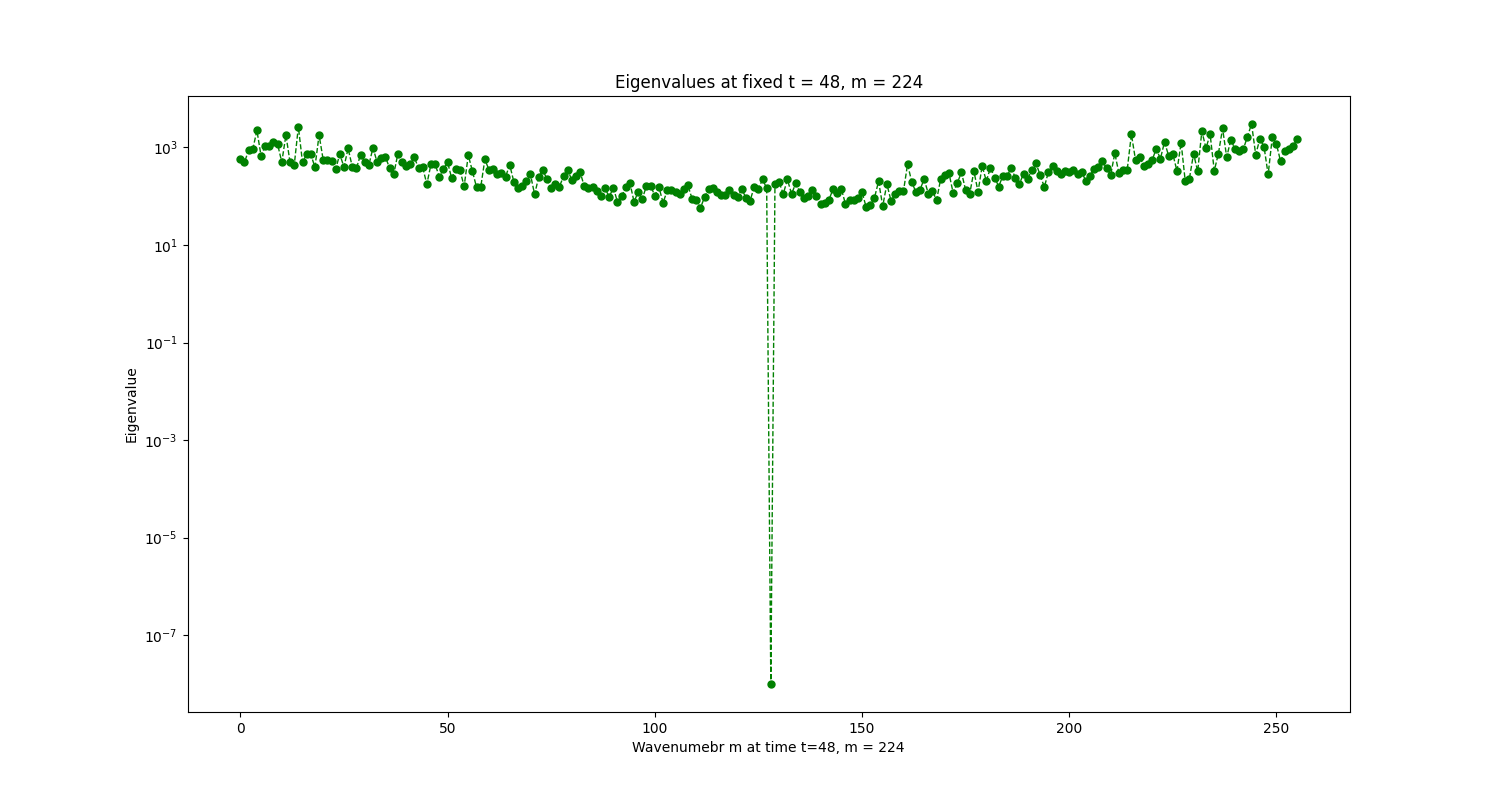 Eigenvalues at fixed t = 48, m = 224
10³
10¹
10⁻¹
10⁻³
10⁻⁵
10⁻⁷
Eigenvalue
0 50 100 150 200 250
Wavenumebr m at time t=48, m = 224